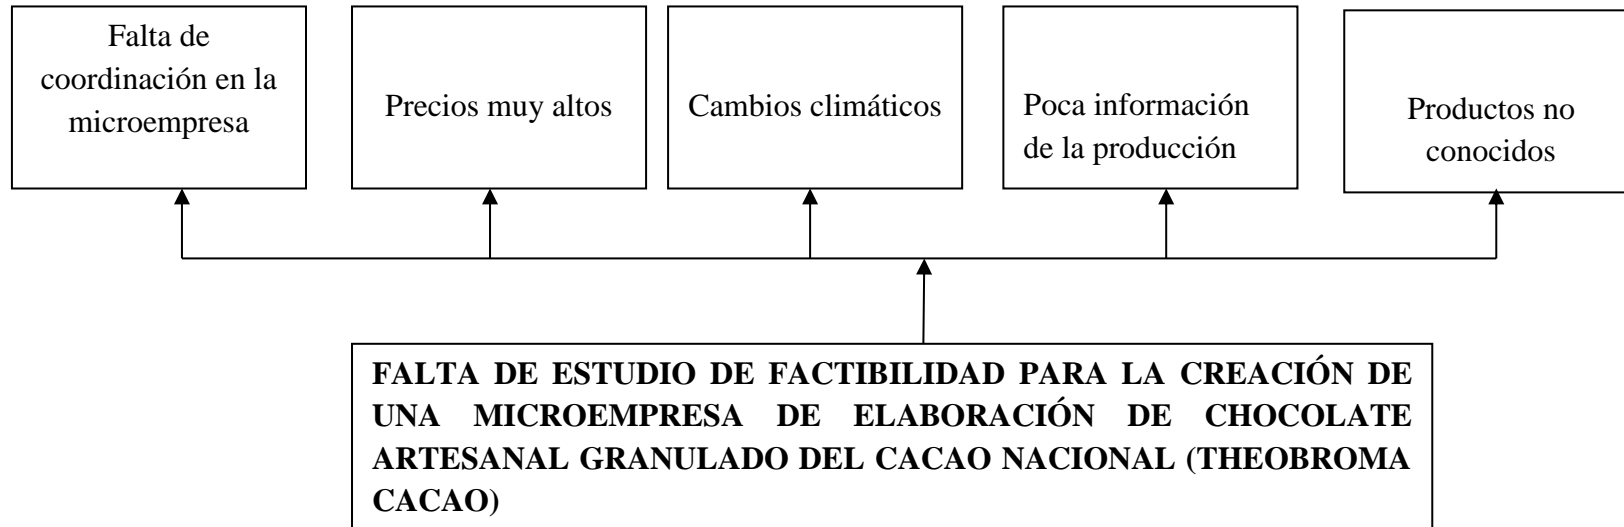 Falta de
coordinación en la
microempresa
Precios muy altos
Cambios climáticos
Poca información
de la producción
Productos no
conocidos
FALTA DE ESTUDIO DE FACTIBILIDAD PARA LA CREACIÓN DE
UNA MICROEMPRESA DE ELABORACIÓN DE CHOCOLATE
ARTESANAL GRANULADO DEL CACAO NACIONAL (THEOBROMA
CACAO)